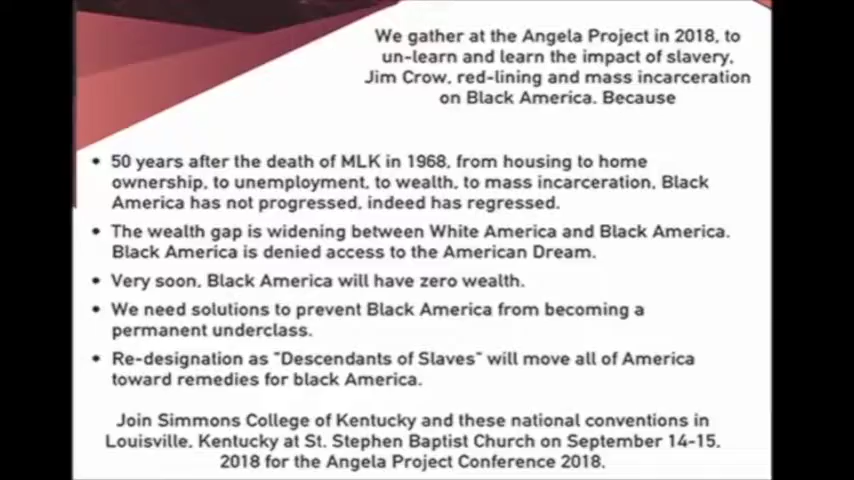 We gather at the Angela Project in 2018, to
un-learn and learn the impact of slavery,
Jim Crow, red-lining and mass incarceration
on Black America. Because
• 50 years after the death of MLK in 1968, from housing to home
ownership, to unemployment, to wealth, to mass incarceration, Black
America has not progressed, indeed has regressed.
• The wealth gap is widening between White America and Black America.
Black America is denied access to the American Dream.
• Very soon, Black America will have zero wealth.
• We need solutions to prevent Black America from becoming a
permanent underclass.
• Re-designation as "Descendants of Slaves" will move all of America
toward remedies for black America.
Join Simmons College of Kentucky and these national conventions in
Louisville, Kentucky at St. Stephen Baptist Church on September 14-15,
2018 for the Angela Project Conference 2018.